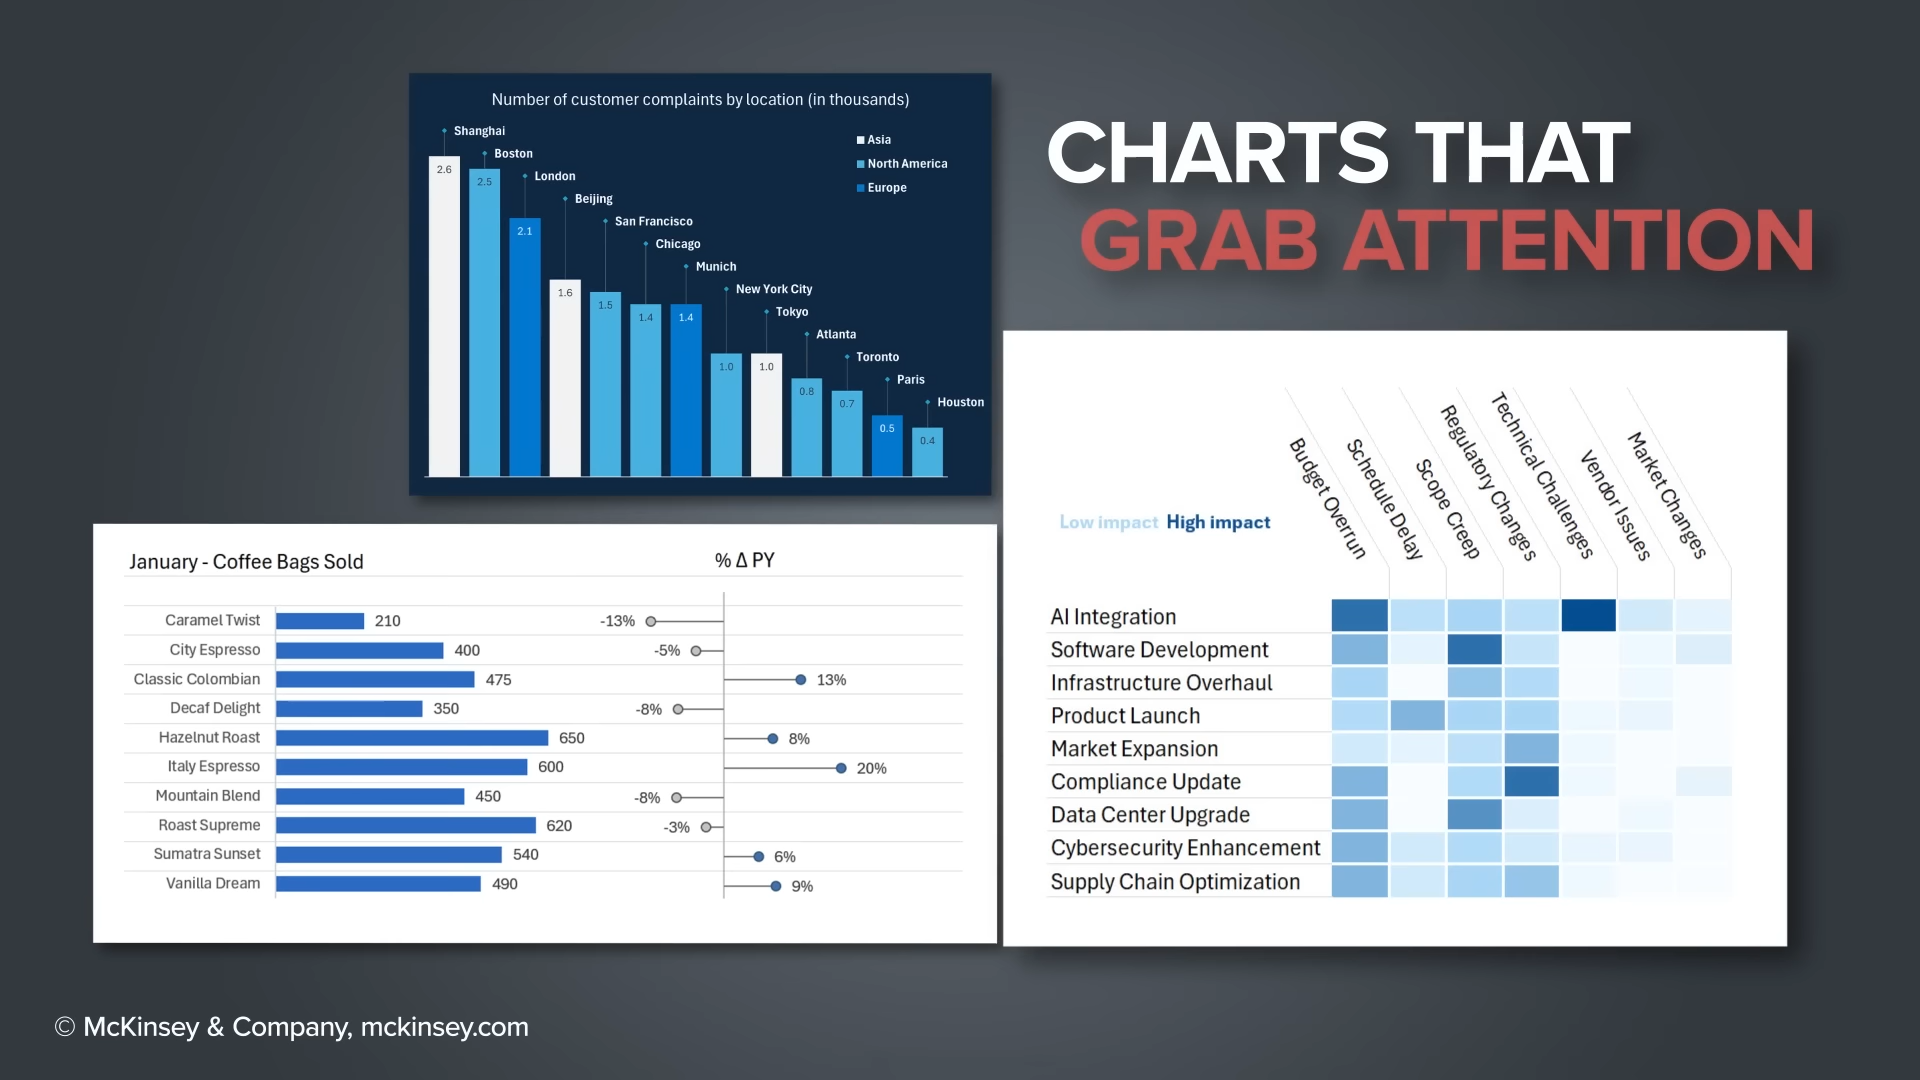 CHARTS THAT
GRAB ATTENTION
Number of customer complaints by location (in thousands)
Asia
North America
Europe
Shanghai
Boston
London
Beijing
San Francisco
Chicago
Munich
New York City
Tokyo
Atlanta
Toronto
Paris
Houston
2.6
2.5
2.1
1.6
1.5
1.4
1.4
1.0
1.0
0.8
0.7
0.5
0.4
January - Coffee Bags Sold
% Δ PY
Caramel Twist 210 -13%
City Espresso 400 -5%
Classic Colombian 475 13%
Decaf Delight 350 -8%
Hazelnut Roast 650 8%
Italy Espresso 600 20%
Mountain Blend 450 -8%
Roast Supreme 620 -3%
Sumatra Sunset 540 6%
Vanilla Dream 490 9%
Low impact High impact
Budget Overrun
Schedule Delay
Scope Creep
Regulatory Changes
Technical Challenges
Vendor Issues
Market Changes
AI Integration
Software Development
Infrastructure Overhaul
Product Launch
Market Expansion
Compliance Update
Data Center Upgrade
Cybersecurity Enhancement
Supply Chain Optimization
© McKinsey & Company, mckinsey.com